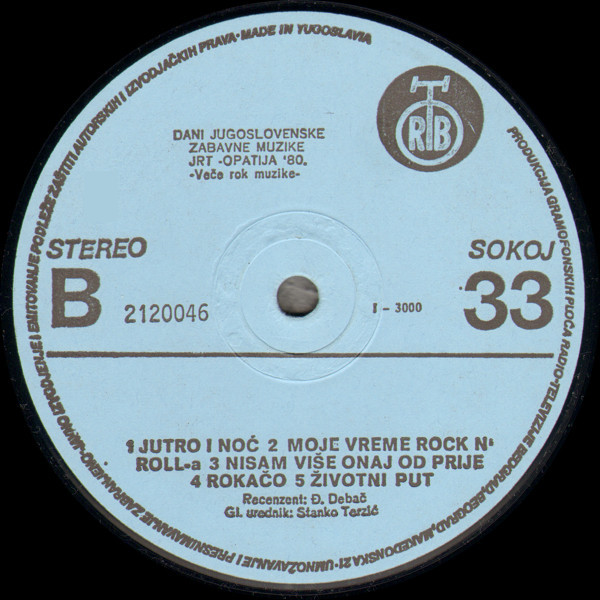 PRODUKCIJA GRAMOFONSKIH PLOČA RADIO-TELEVIZIJE BEOGRAD, BEOGRAD, MAKEDONSKA 21 · UMNOŽAVANJE I PRESNIMAVANJE ZABRANJENO · JAVNO IZVODJENJE I EMITOVANJE PODLEŽE ZAŠTITI AUTORSKIH I IZVODJAČKIH PRAVA · MADE IN YUGOSLAVIA
RTB
DANI JUGOSLOVENSKE
ZABAVNE MUZIKE
JRT -OPATIJA '80.
-Veče rok muzike-
STEREO
SOKOJ
B
2120046
I - 3000
33
1 JUTRO I NOĆ 2 MOJE VREME ROCK N'
ROLL-a 3 NISAM VIŠE ONAJ OD PRIJE
4 ROKAČO 5 ŽIVOTNI PUT
Recenzent: Đ. Debač
Gl. urednik: Stanko Terzić